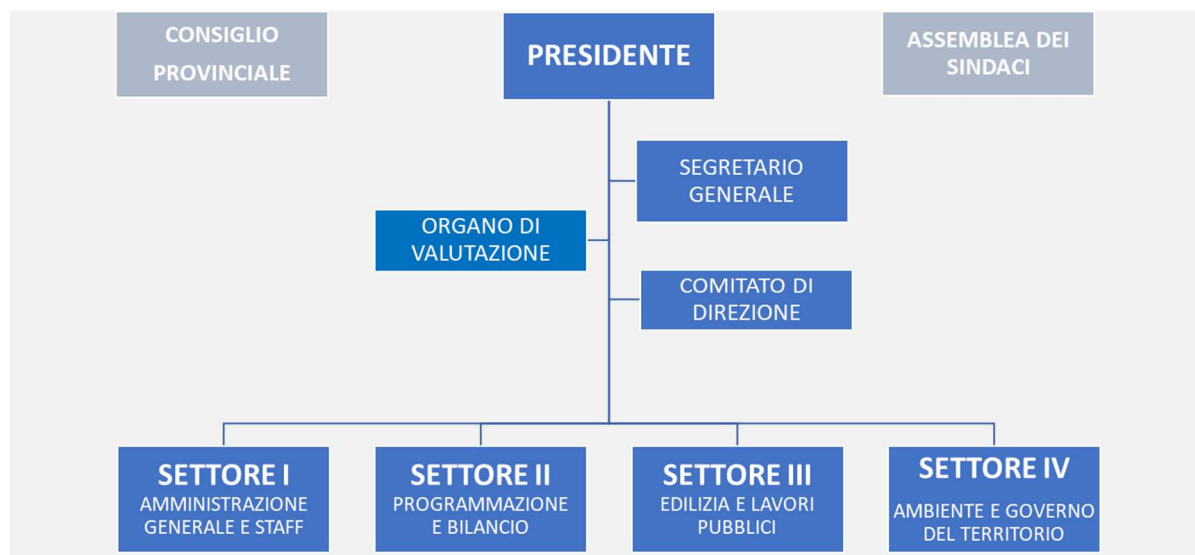 CONSIGLIO
PROVINCIALE
PRESIDENTE
ASSEMBLEA DEI
SINDACI
SEGRETARIO
GENERALE
ORGANO DI
VALUTAZIONE
COMITATO DI
DIREZIONE
SETTORE I
AMMINISTRAZIONE
GENERALE E STAFF
SETTORE II
PROGRAMMAZIONE
E BILANCIO
SETTORE III
EDILIZIA E LAVORI
PUBBLICI
SETTORE IV
AMBIENTE E GOVERNO
DEL TERRITORIO